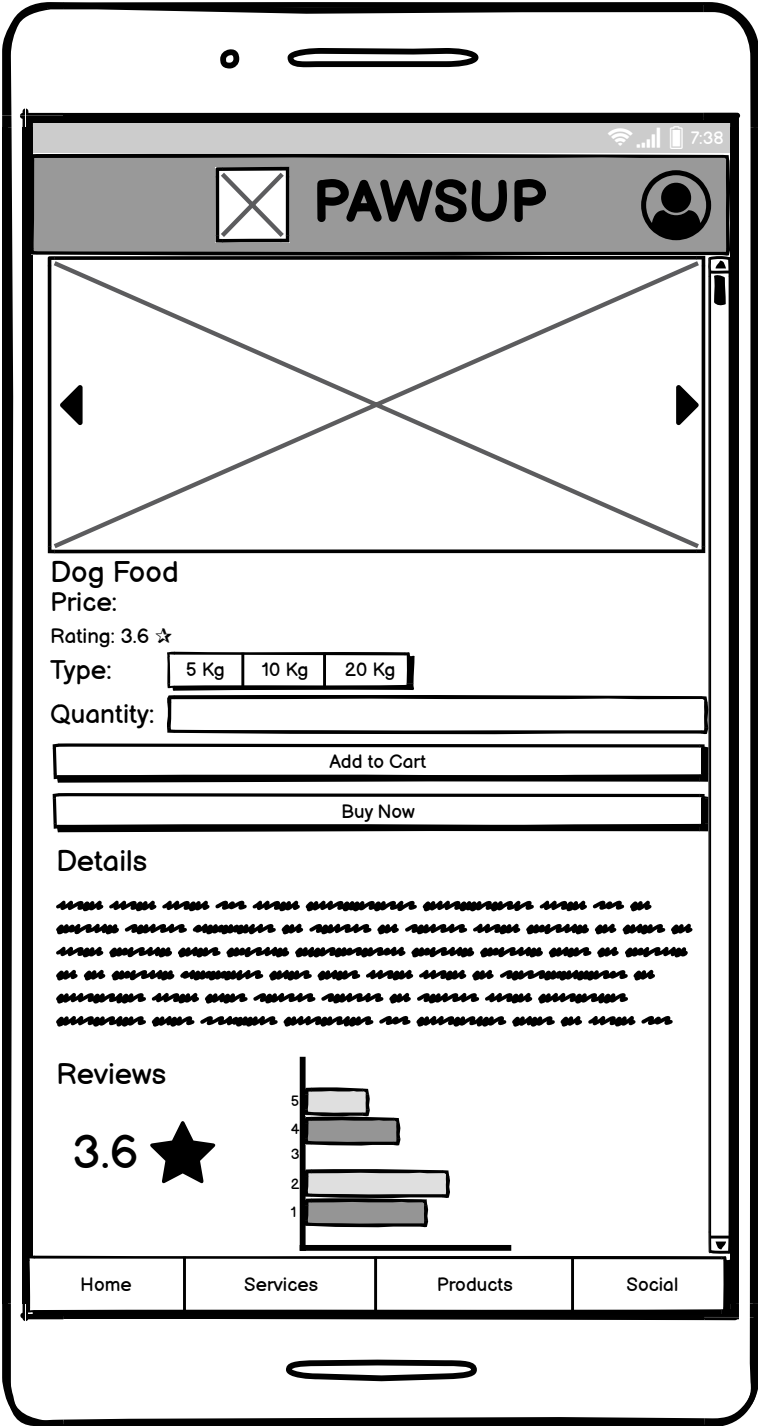 7:38
PAWSUP
Dog Food
Price:
Rating: 3.6 ☆
Type: 5 Kg 10 Kg 20 Kg
Quantity:
Add to Cart
Buy Now
Details
Reviews
3.6
5
4
3
2
1
Home Services Products Social